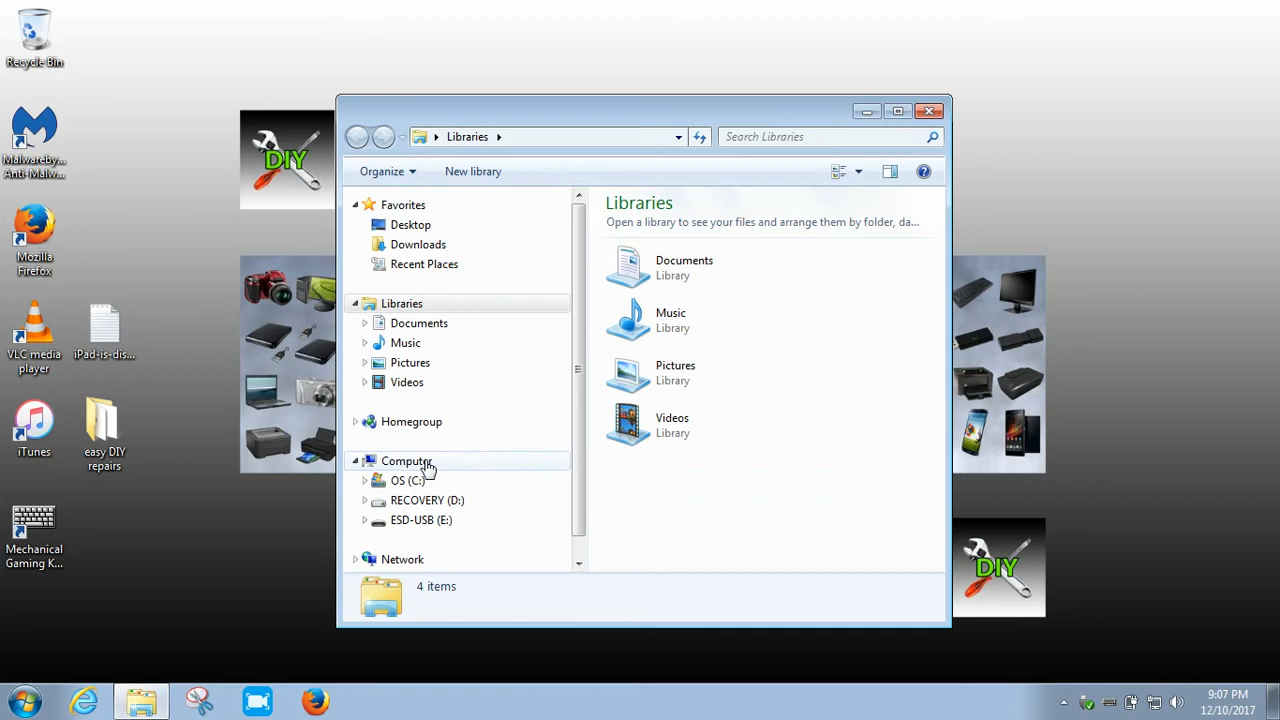 Recycle Bin
Malwareby...
Anti-Malw...
Mozilla
Firefox
VLC media
player
iPad-is-dis...
iTunes
easy DIY
repairs
Mechanical
Gaming K...
DIY
Libraries
Search Libraries
Organize
New library
Favorites
Desktop
Downloads
Recent Places
Libraries
Documents
Music
Pictures
Videos
Homegroup
Computer
OS (C:)
RECOVERY (D:)
ESD-USB (E:)
Network
Libraries
Open a library to see your files and arrange them by folder, da...
Documents
Library
Music
Library
Pictures
Library
Videos
Library
4 items
DIY
9:07 PM
12/10/2017